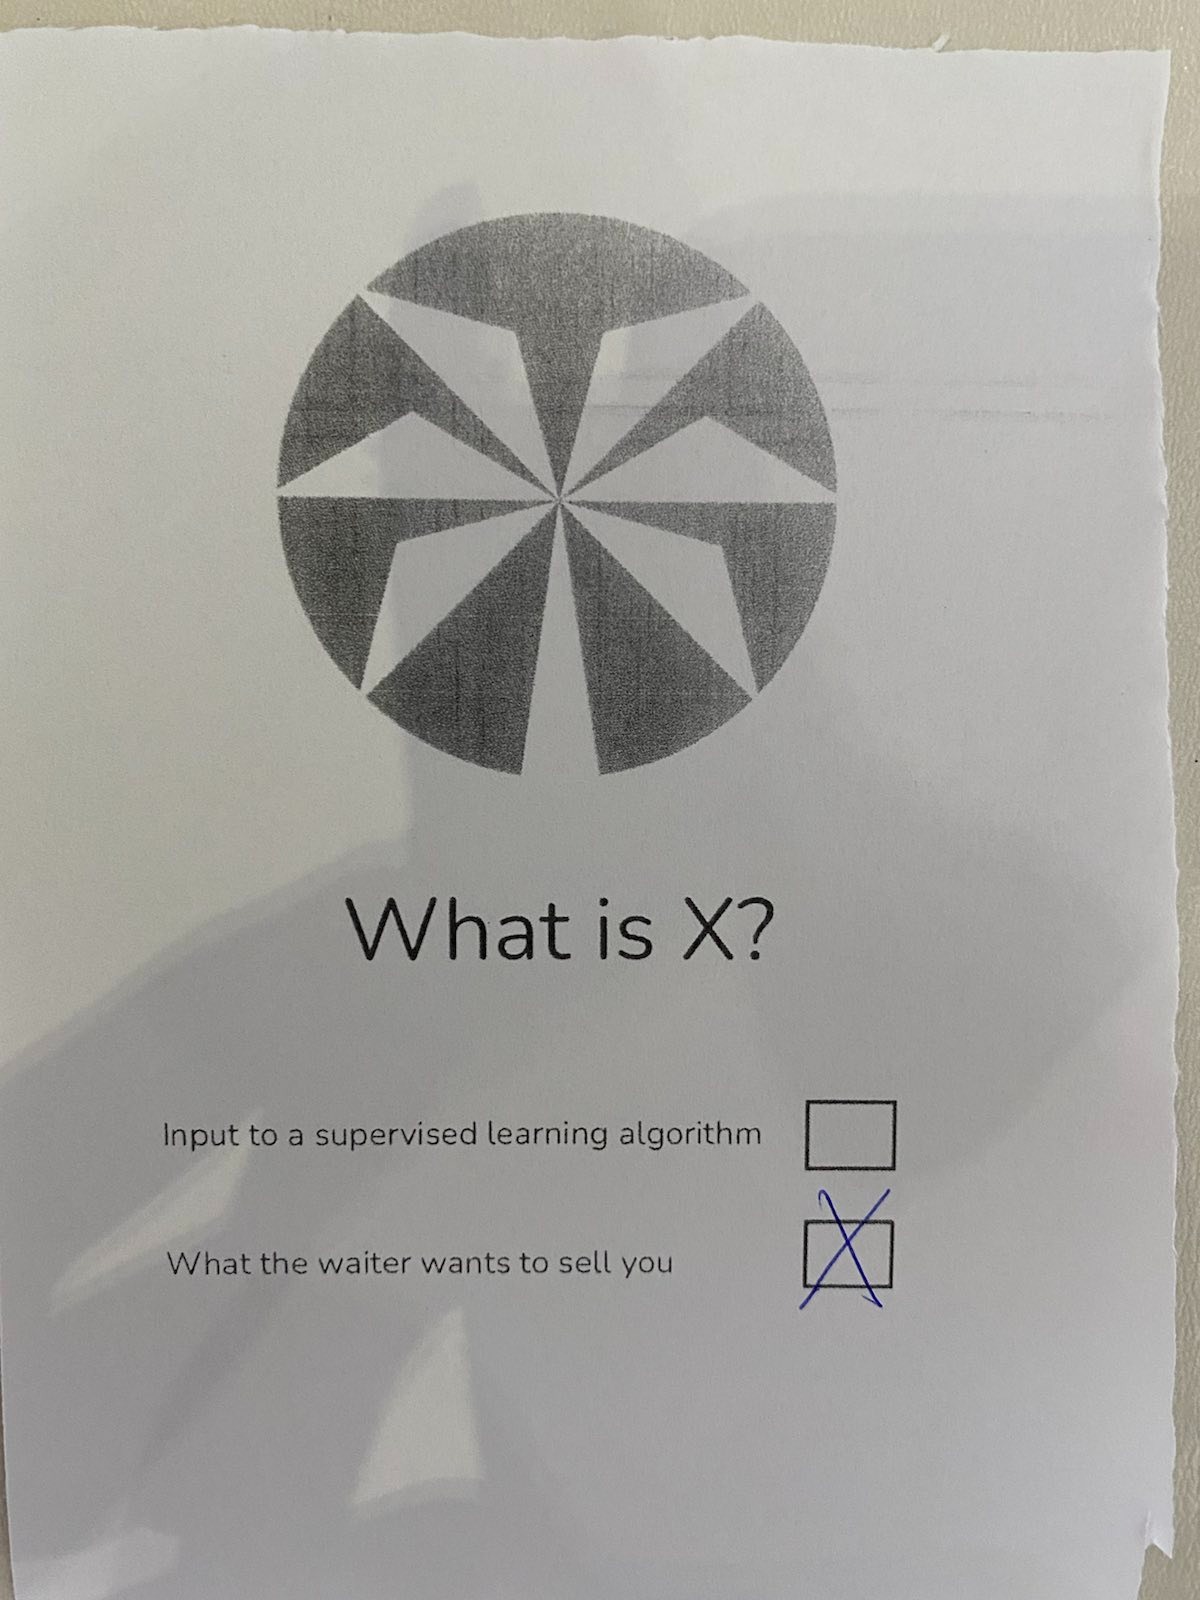 What is X?
Input to a supervised learning algorithm
What the waiter wants to sell you